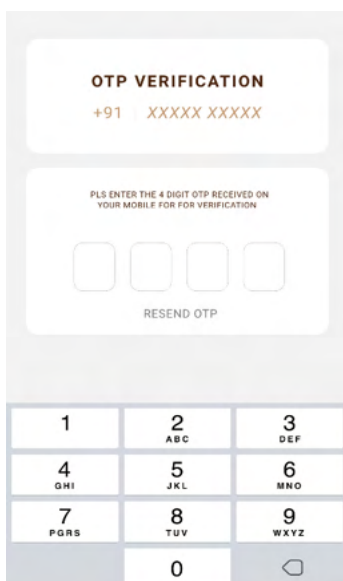 OTP VERIFICATION
+91 XXXXX XXXXX
PLS ENTER THE 4 DIGIT OTP RECEIVED ON
YOUR MOBILE FOR FOR VERIFICATION
RESEND OTP
1 2 3
ABC DEF
4 5 6
GHI JKL MNO
7 8 9
PGRS TUV WXYZ
0